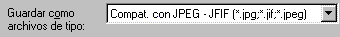 Guardar como
archivos de tipo:
Compat. con JPEG - JFIF (*.jpg;*.jif;*.jpeg)